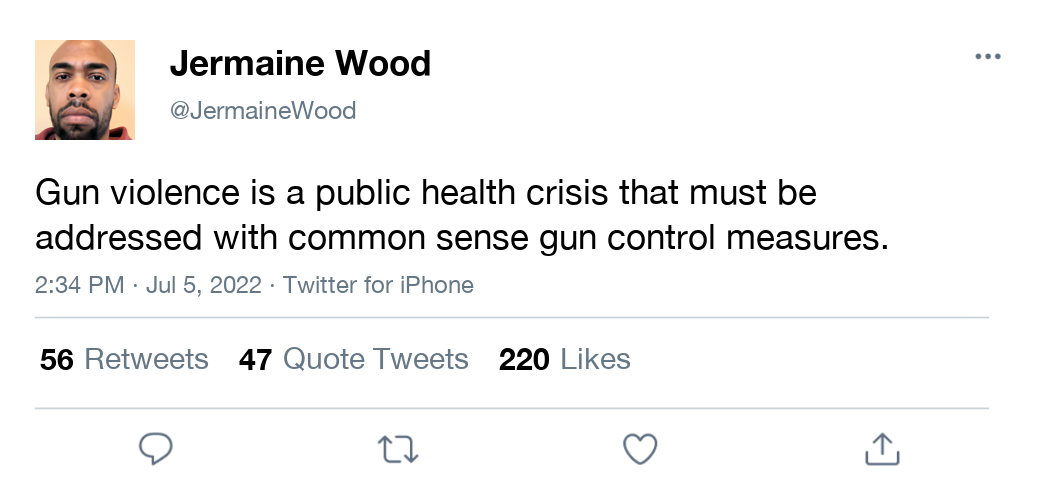 Jermaine Wood
@JermaineWood
Gun violence is a public health crisis that must be
addressed with common sense gun control measures.
2:34 PM · Jul 5, 2022 · Twitter for iPhone
56 Retweets 47 Quote Tweets 220 Likes